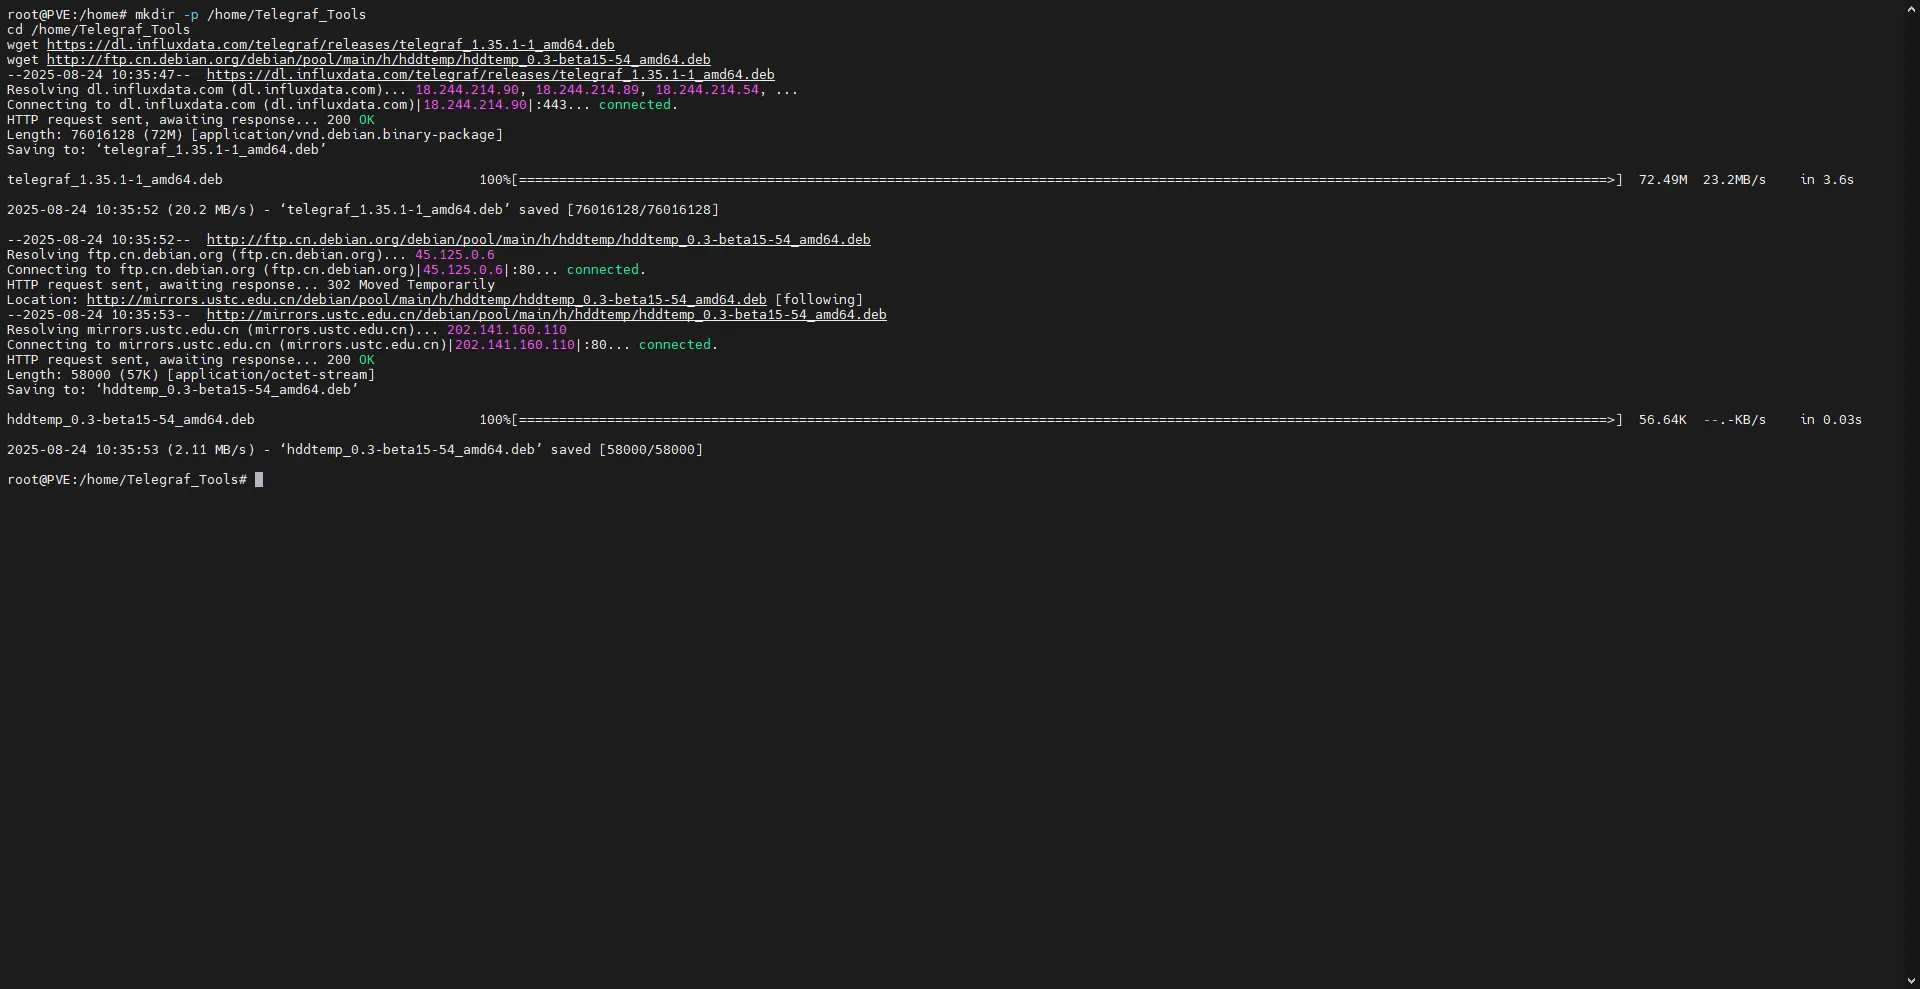 root@PVE:/home# mkdir -p /home/Telegraf_Tools
cd /home/Telegraf_Tools
wget https://dl.influxdata.com/telegraf/releases/telegraf_1.35.1-1_amd64.deb
wget http://ftp.cn.debian.org/debian/pool/main/h/hddtemp/hddtemp_0.3-beta15-54_amd64.deb
--2025-08-24 10:35:47--  https://dl.influxdata.com/telegraf/releases/telegraf_1.35.1-1_amd64.deb
Resolving dl.influxdata.com (dl.influxdata.com)... 18.244.214.90, 18.244.214.89, 18.244.214.54, ...
Connecting to dl.influxdata.com (dl.influxdata.com)|18.244.214.90|:443... connected.
HTTP request sent, awaiting response... 200 OK
Length: 76016128 (72M) [application/vnd.debian.binary-package]
Saving to: ‘telegraf_1.35.1-1_amd64.deb’
telegraf_1.35.1-1_amd64.deb 100%[========================================================================================================================================>] 72.49M 23.2MB/s in 3.6s
2025-08-24 10:35:52 (20.2 MB/s) - ‘telegraf_1.35.1-1_amd64.deb’ saved [76016128/76016128]
--2025-08-24 10:35:52--  http://ftp.cn.debian.org/debian/pool/main/h/hddtemp/hddtemp_0.3-beta15-54_amd64.deb
Resolving ftp.cn.debian.org (ftp.cn.debian.org)... 45.125.0.6
Connecting to ftp.cn.debian.org (ftp.cn.debian.org)|45.125.0.6|:80... connected.
HTTP request sent, awaiting response... 302 Moved Temporarily
Location: http://mirrors.ustc.edu.cn/debian/pool/main/h/hddtemp/hddtemp_0.3-beta15-54_amd64.deb [following]
--2025-08-24 10:35:53--  http://mirrors.ustc.edu.cn/debian/pool/main/h/hddtemp/hddtemp_0.3-beta15-54_amd64.deb
Resolving mirrors.ustc.edu.cn (mirrors.ustc.edu.cn)... 202.141.160.110
Connecting to mirrors.ustc.edu.cn (mirrors.ustc.edu.cn)|202.141.160.110|:80... connected.
HTTP request sent, awaiting response... 200 OK
Length: 58000 (57K) [application/octet-stream]
Saving to: ‘hddtemp_0.3-beta15-54_amd64.deb’
hddtemp_0.3-beta15-54_amd64.deb 100%[========================================================================================================================================>] 56.64K --.-KB/s in 0.03s
2025-08-24 10:35:53 (2.11 MB/s) - ‘hddtemp_0.3-beta15-54_amd64.deb’ saved [58000/58000]
root@PVE:/home/Telegraf_Tools#